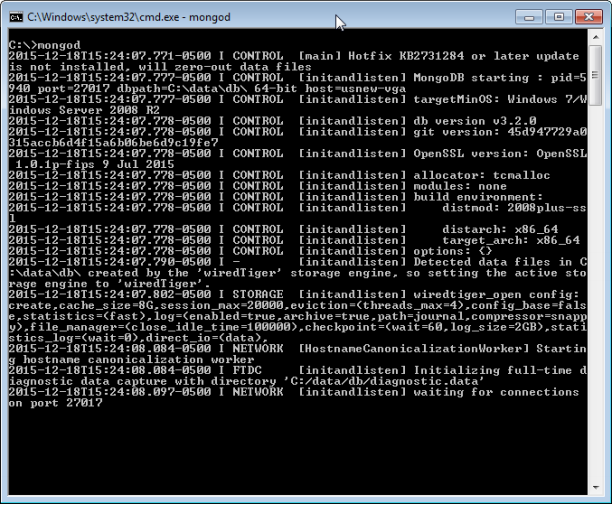 C:\Windows\system32\cmd.exe - mongod
C:\>mongod
2015-12-18T15:24:07.771-0500 I CONTROL  [main] Hotfix KB2731284 or later update
is not installed, will zero-out data files
2015-12-18T15:24:07.777-0500 I CONTROL  [initandlisten] MongoDB starting : pid=5
940 port=27017 dbpath=C:\data\db\ 64-bit host=usnew-vga
2015-12-18T15:24:07.777-0500 I CONTROL  [initandlisten] targetMinOS: Windows 7/W
indows Server 2008 R2
2015-12-18T15:24:07.778-0500 I CONTROL  [initandlisten] db version v3.2.0
2015-12-18T15:24:07.778-0500 I CONTROL  [initandlisten] git version: 45d947729a0
315accb6d4f15a6b06be6d9c19fe7
2015-12-18T15:24:07.778-0500 I CONTROL  [initandlisten] OpenSSL version: OpenSSL
 1.0.1p-fips 9 Jul 2015
2015-12-18T15:24:07.778-0500 I CONTROL  [initandlisten] allocator: tcmalloc
2015-12-18T15:24:07.778-0500 I CONTROL  [initandlisten] modules: none
2015-12-18T15:24:07.778-0500 I CONTROL  [initandlisten] build environment:
2015-12-18T15:24:07.778-0500 I CONTROL  [initandlisten]     distmod: 2008plus-ss
l
2015-12-18T15:24:07.778-0500 I CONTROL  [initandlisten]     distarch: x86_64
2015-12-18T15:24:07.778-0500 I CONTROL  [initandlisten]     target_arch: x86_64
2015-12-18T15:24:07.778-0500 I CONTROL  [initandlisten] options: {}
2015-12-18T15:24:07.790-0500 I -        [initandlisten] Detected data files in C
:\data\db\ created by the 'wiredTiger' storage engine, so setting the active sto
rage engine to 'wiredTiger'.
2015-12-18T15:24:07.802-0500 I STORAGE  [initandlisten] wiredtiger_open config:
create,cache_size=8G,session_max=20000,eviction=(threads_max=4),config_base=fals
e,statistics=(fast),log=(enabled=true,archive=true,path=journal,compressor=snapp
y),file_manager=(close_idle_time=100000),checkpoint=(wait=60,log_size=2GB),stati
stics_log=(wait=0),direct_io=(data),
2015-12-18T15:24:08.084-0500 I NETWORK  [HostnameCanonicalizationWorker] Startin
g hostname canonicalization worker
2015-12-18T15:24:08.084-0500 I FTDC     [initandlisten] Initializing full-time d
iagnostic data capture with directory 'C:/data/db/diagnostic.data'
2015-12-18T15:24:08.097-0500 I NETWORK  [initandlisten] waiting for connections
on port 27017